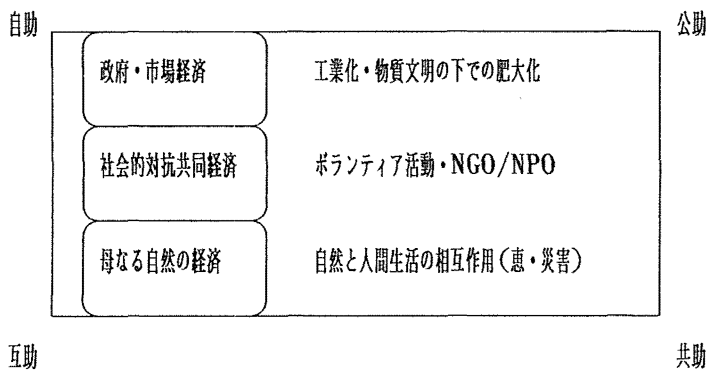 自助
公助
政府・市場経済
工業化・物質文明の下での肥大化
社会的対抗共同経済
ボランティア活動・NGO/NPO
母なる自然の経済
自然と人間生活の相互作用(恵・災害)
互助
共助